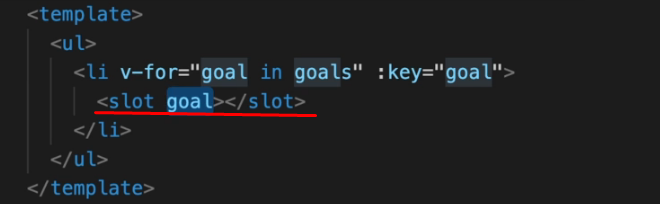 <template>
<ul>
<li v-for="goal in goals" :key="goal">
<slot goal></slot>
</li>
</ul>
</template>